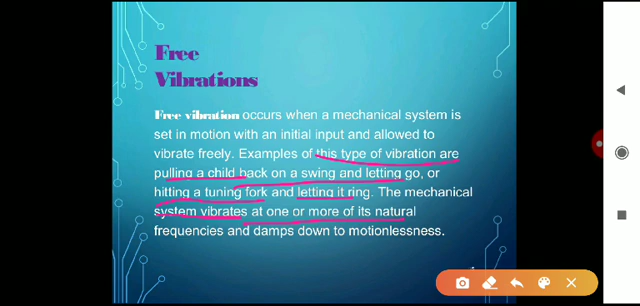 Free
Vibrations
Free vibration occurs when a mechanical system is
set in motion with an initial input and allowed to
vibrate freely. Examples of this type of vibration are
pulling a child back on a swing and letting go, or
hitting a tuning fork and letting it ring. The mechanical
system vibrates at one or more of its natural
frequencies and damps down to motionlessness.